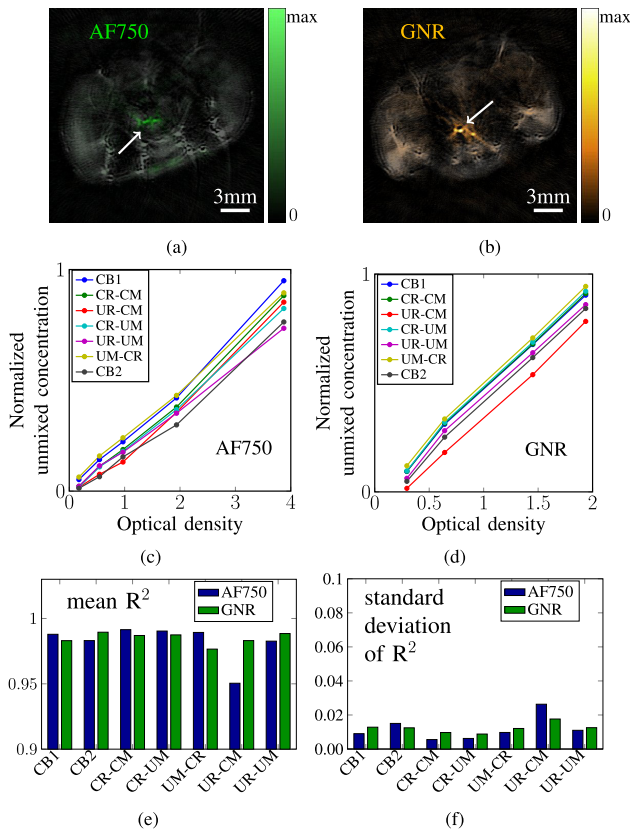 AF750
max
0
3mm
(a)
GNR
max
0
3mm
(b)
Normalized
unmixed concentration
1
0
CB1
CR-CM
UR-CM
CR-UM
UR-UM
UM-CR
CB2
AF750
0 1 2 3 4
Optical density
(c)
Normalized
unmixed concentration
1
0
CB1
CR-CM
UR-CM
CR-UM
UR-UM
UM-CR
CB2
GNR
0 0.5 1 1.5 2
Optical density
(d)
mean R²
AF750
GNR
1
0.95
0.9
CB1 CB2 CR-CM CR-UM UM-CR UR-CM UR-UM
(e)
standard
deviation
of R²
AF750
GNR
0.1
0.08
0.06
0.04
0.02
0.00
CB1 CB2 CR-CM CR-UM UM-CR UR-CM UR-UM
(f)